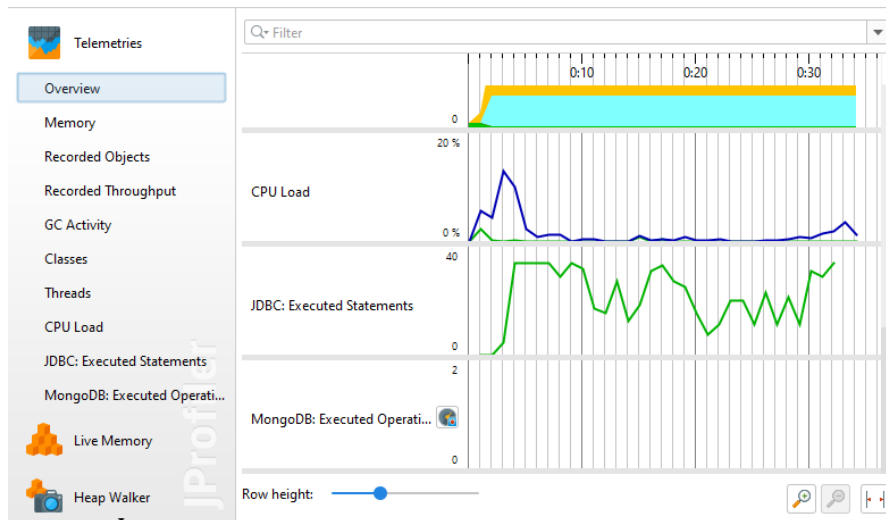 Telemetries
Overview
Memory
Recorded Objects
Recorded Throughput
GC Activity
Classes
Threads
CPU Load
JDBC: Executed Statements
MongoDB: Executed Operati...
Live Memory
Heap Walker
JProfiler
Filter
0:10 0:20 0:30
0
20 %
CPU Load
0 %
40
JDBC: Executed Statements
0
2
MongoDB: Executed Operati...
0
Row height: